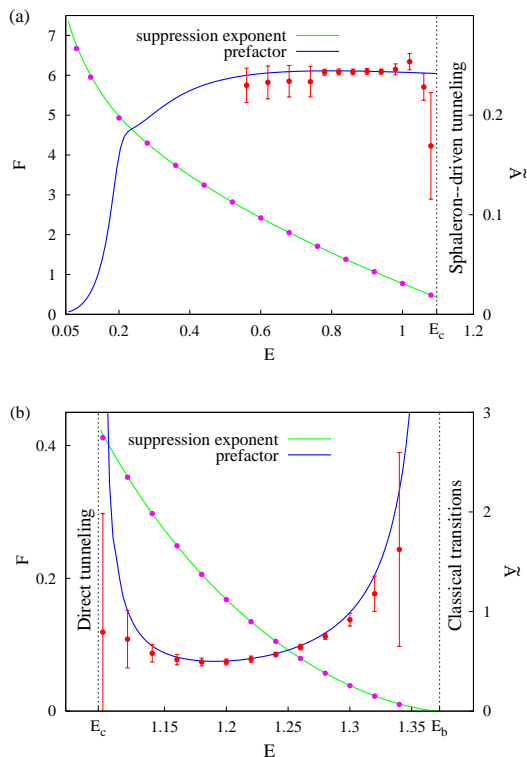 (a)
suppression exponent
prefactor
7
6
5
4
3
2
1
0
F
0.2
0.1
0
Ã
Sphaleron--driven tunneling
0.05
0.2
0.4
0.6
0.8
1
E_c
1.2
E
(b)
suppression exponent
prefactor
0.4
0.2
0
F
3
2
1
0
Ã
Direct tunneling
Classical transitions
E_c
1.15
1.2
1.25
1.3
1.35
E_b
E